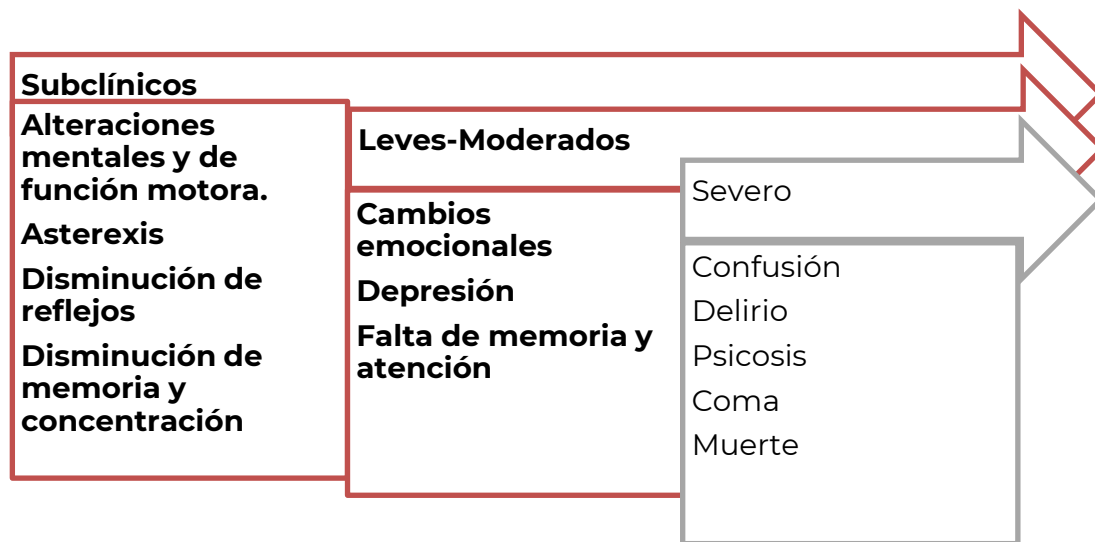 Subclínicos
Alteraciones
mentales y de
función motora.
Asterexis
Disminución de
reflejos
Disminución de
memoria y
concentración
Leves-Moderados
Cambios
emocionales
Depresión
Falta de memoria y
atención
Severo
Confusión
Delirio
Psicosis
Coma
Muerte